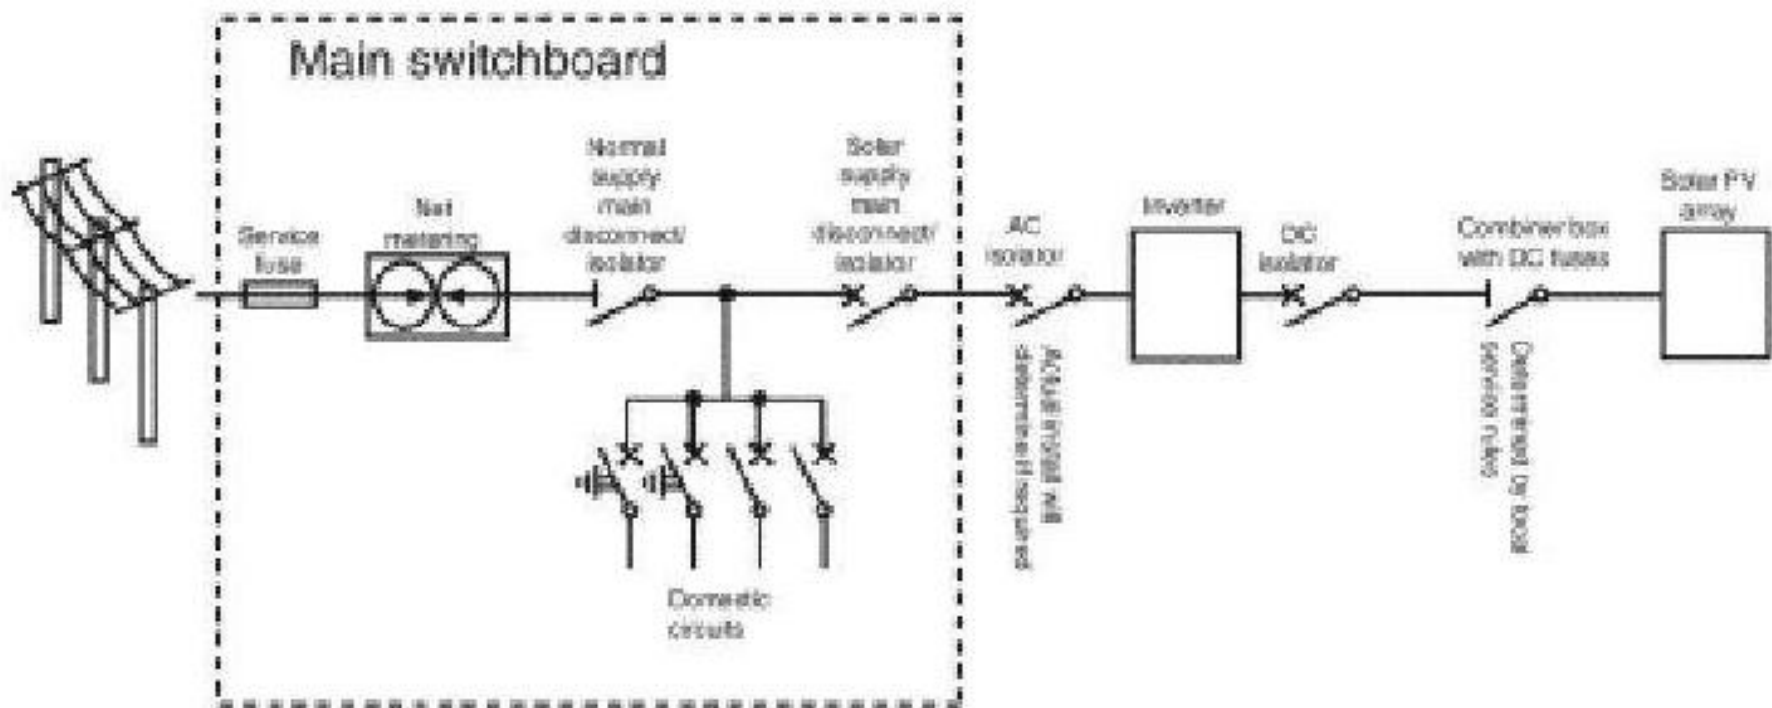 Main switchboard
Service
fuse
Net
metering
Normal
supply
main
disconnect/
isolator
Solar
supply
main
disconnect/
isolator
AC
isolator
Inverter
DC
isolator
Combiner box
with DC fuses
Solar PV
array
Actual install will
determine if required
Determined by local
service rules
Domestic
circuits